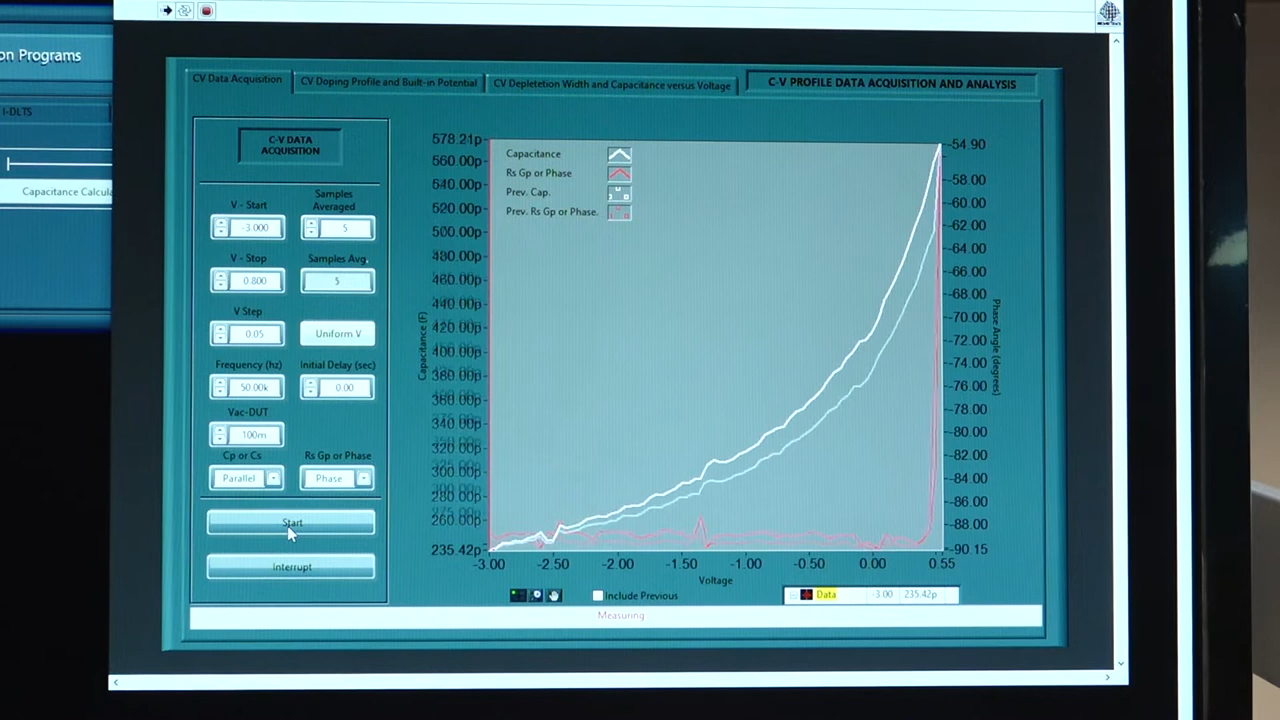 on Programs
I-DLTS
Capacitance Calcula
CV Data Acquisition
CV Doping Profile and Built-in Potential
CV Depletetion Width and Capacitance versus Voltage
C-V PROFILE DATA ACQUISITION AND ANALYSIS
C-V DATA
ACQUISITION
V - Start
Samples
Averaged
-3.000
5
V - Stop
Samples Avg.
0.800
5
V Step
0.05
Uniform V
Frequency (hz)
Initial Delay (sec)
50.00k
0.00
Vac-DUT
100m
Cp or Cs
Rs Gp or Phase
Parallel
Phase
Start
Interrupt
Capacitance
Rs Gp or Phase
Prev. Cap.
Prev. Rs Gp or Phase.
Capacitance (F)
578.21p
560.00p
540.00p
520.00p
500.00p
480.00p
460.00p
440.00p
420.00p
400.00p
380.00p
360.00p
340.00p
320.00p
300.00p
280.00p
260.00p
235.42p
-54.90
-58.00
-60.00
-62.00
-64.00
-66.00
-68.00
-70.00
-72.00
-74.00
-76.00
-78.00
-80.00
-82.00
-84.00
-86.00
-88.00
-90.15
Phase Angle (degrees)
-3.00
-2.50
-2.00
-1.50
-1.00
-0.50
0.00
0.55
Voltage
Include Previous
Data
-3.00
235.42p
Measuring